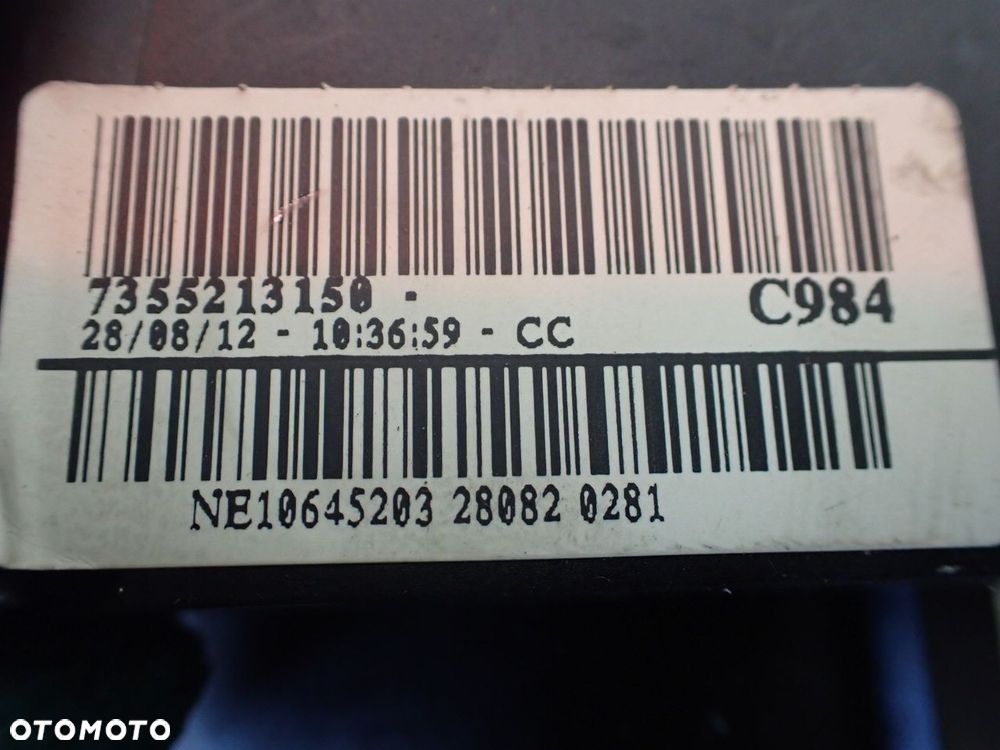 7355213150 - C984
28/08/12 - 10:36:59 - CC
NE10645203 28082 0281
OTOMOTO